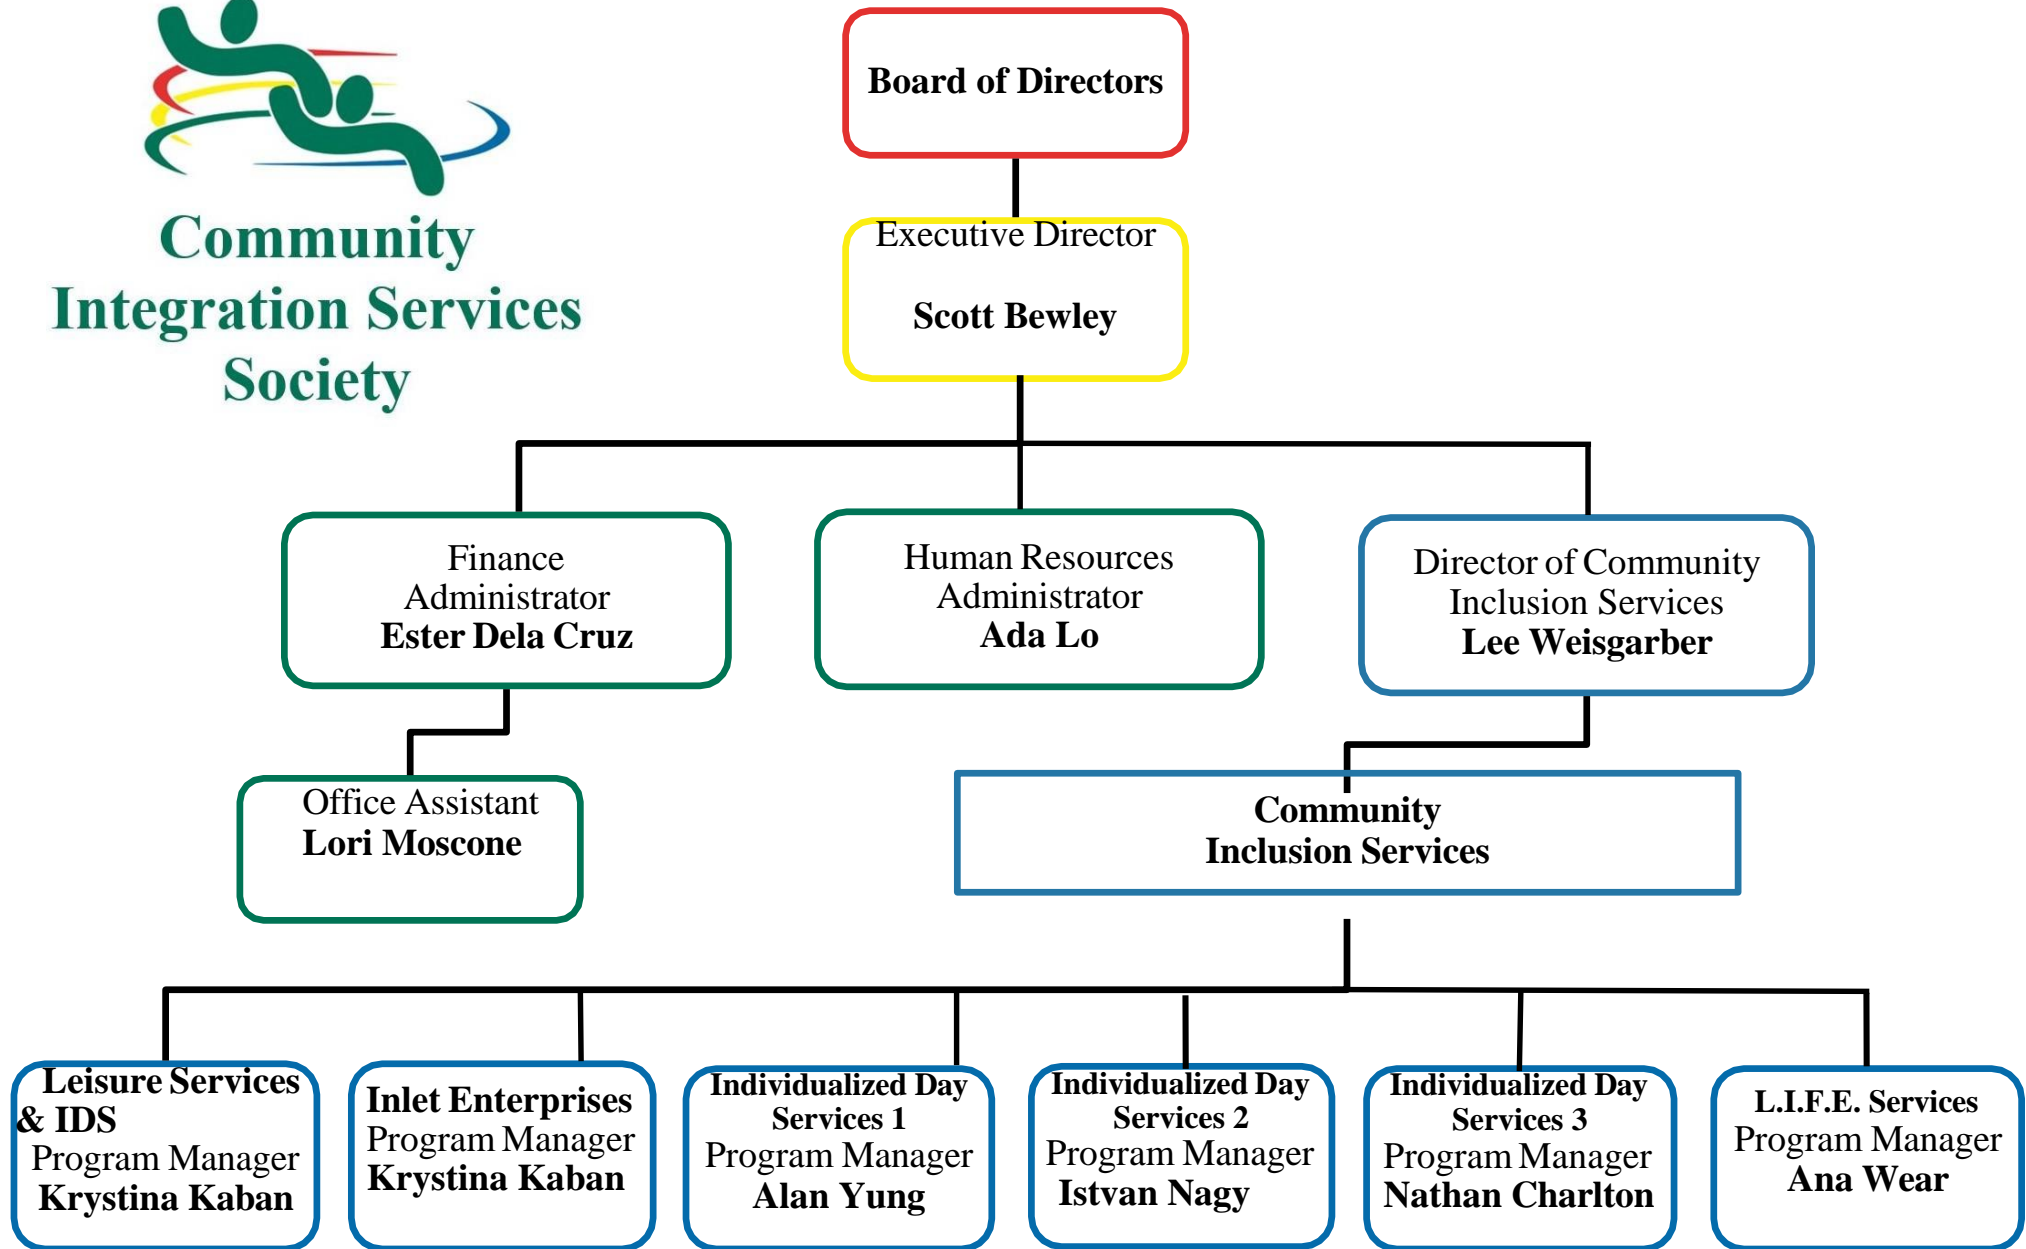 Community
Integration Services
Society
Board of Directors
Executive Director
Scott Bewley
Finance
Administrator
Ester Dela Cruz
Human Resources
Administrator
Ada Lo
Director of Community
Inclusion Services
Lee Weisgarber
Office Assistant
Lori Moscone
Community
Inclusion Services
Leisure Services
& IDS
Program Manager
Krystina Kaban
Inlet Enterprises
Program Manager
Krystina Kaban
Individualized Day
Services 1
Program Manager
Alan Yung
Individualized Day
Services 2
Program Manager
Istvan Nagy
Individualized Day
Services 3
Program Manager
Nathan Charlton
L.I.F.E. Services
Program Manager
Ana Wear